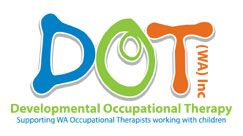 DOT (WA) Inc
Developmental Occupational Therapy
Supporting WA Occupational Therapists working with children